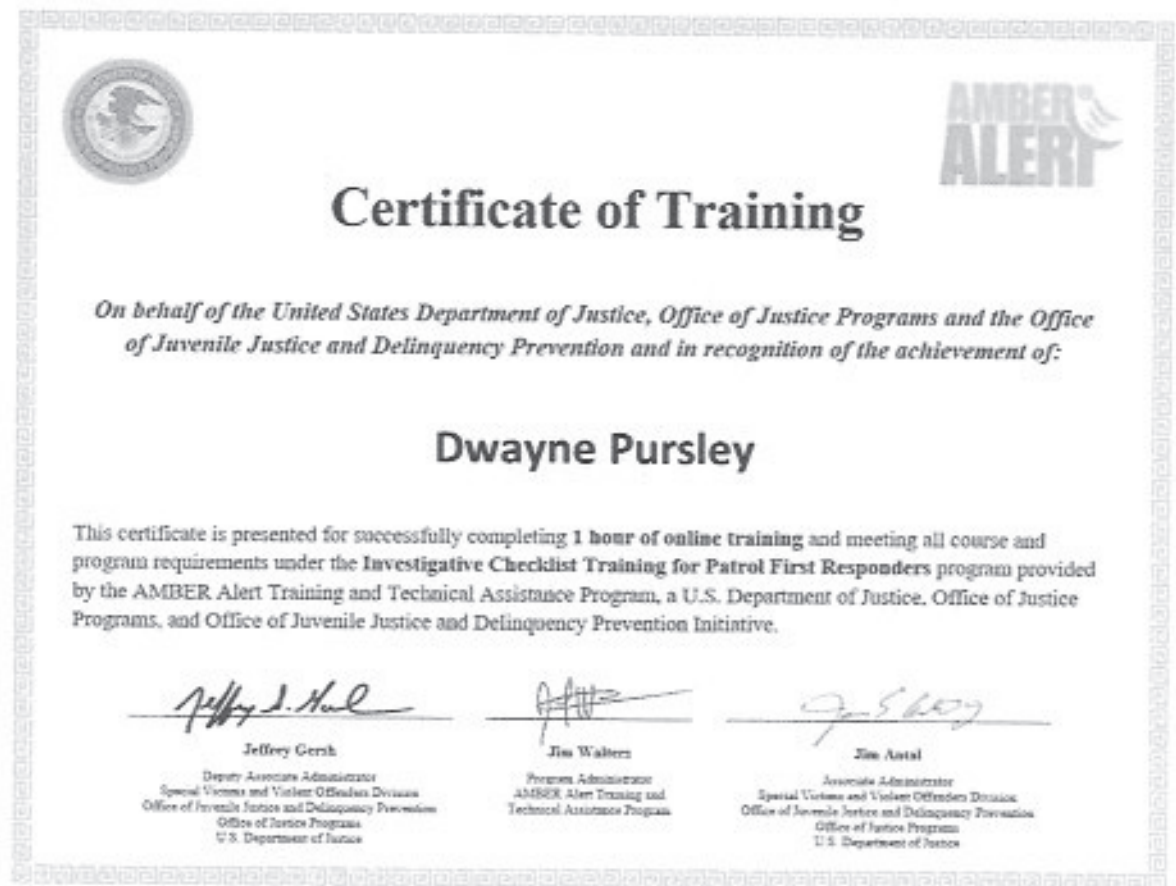 AMBER
ALERT
Certificate of Training
On behalf of the United States Department of Justice, Office of Justice Programs and the Office
of Juvenile Justice and Delinquency Prevention and in recognition of the achievement of:
Dwayne Pursley
This certificate is presented for successfully completing 1 hour of online training and meeting all course and
program requirements under the Investigative Checklist Training for Patrol First Responders program provided
by the AMBER Alert Training and Technical Assistance Program, a U.S. Department of Justice, Office of Justice
Programs, and Office of Juvenile Justice and Delinquency Prevention Initiative.
Jeffrey Gersh
Deputy Associate Administrator
Special Victims and Violent Offenders Division
Office of Juvenile Justice and Delinquency Prevention
Office of Justice Programs
U.S. Department of Justice
Jim Walters
Program Administrator
AMBER Alert Training and
Technical Assistance Program
Jim Antal
Associate Administrator
Special Victims and Violent Offenders Division
Office of Juvenile Justice and Delinquency Prevention
Office of Justice Programs
U.S. Department of Justice